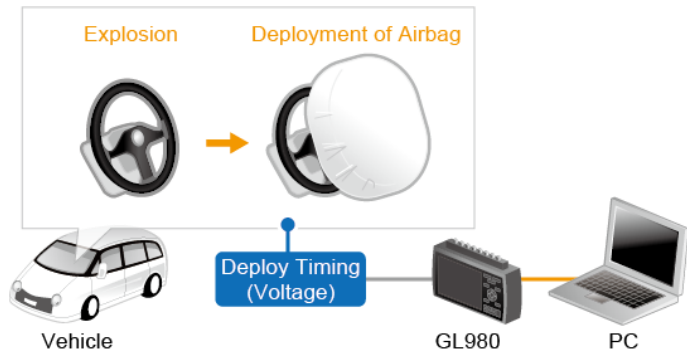 Explosion
Deployment of Airbag
Deploy Timing
(Voltage)
Vehicle
GL980
PC